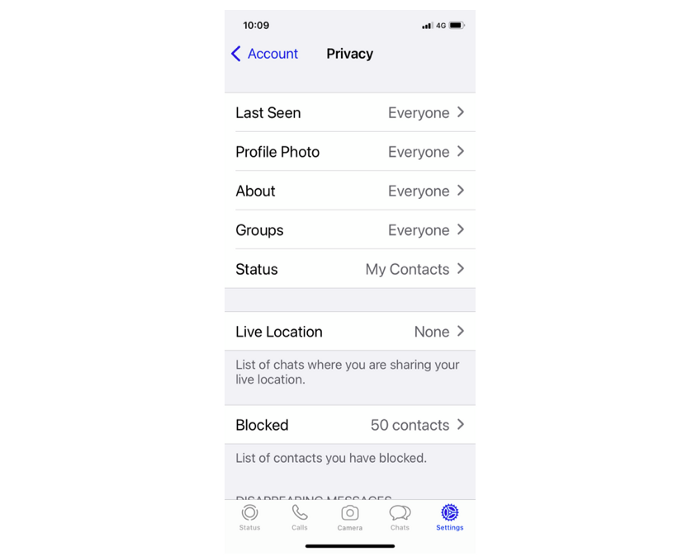 10:09 4G
Account Privacy
Last Seen Everyone
Profile Photo Everyone
About Everyone
Groups Everyone
Status My Contacts
Live Location None
List of chats where you are sharing your
live location.
Blocked 50 contacts
List of contacts you have blocked.
DISAPPEARING MESSAGES
Status Calls Camera Chats Settings